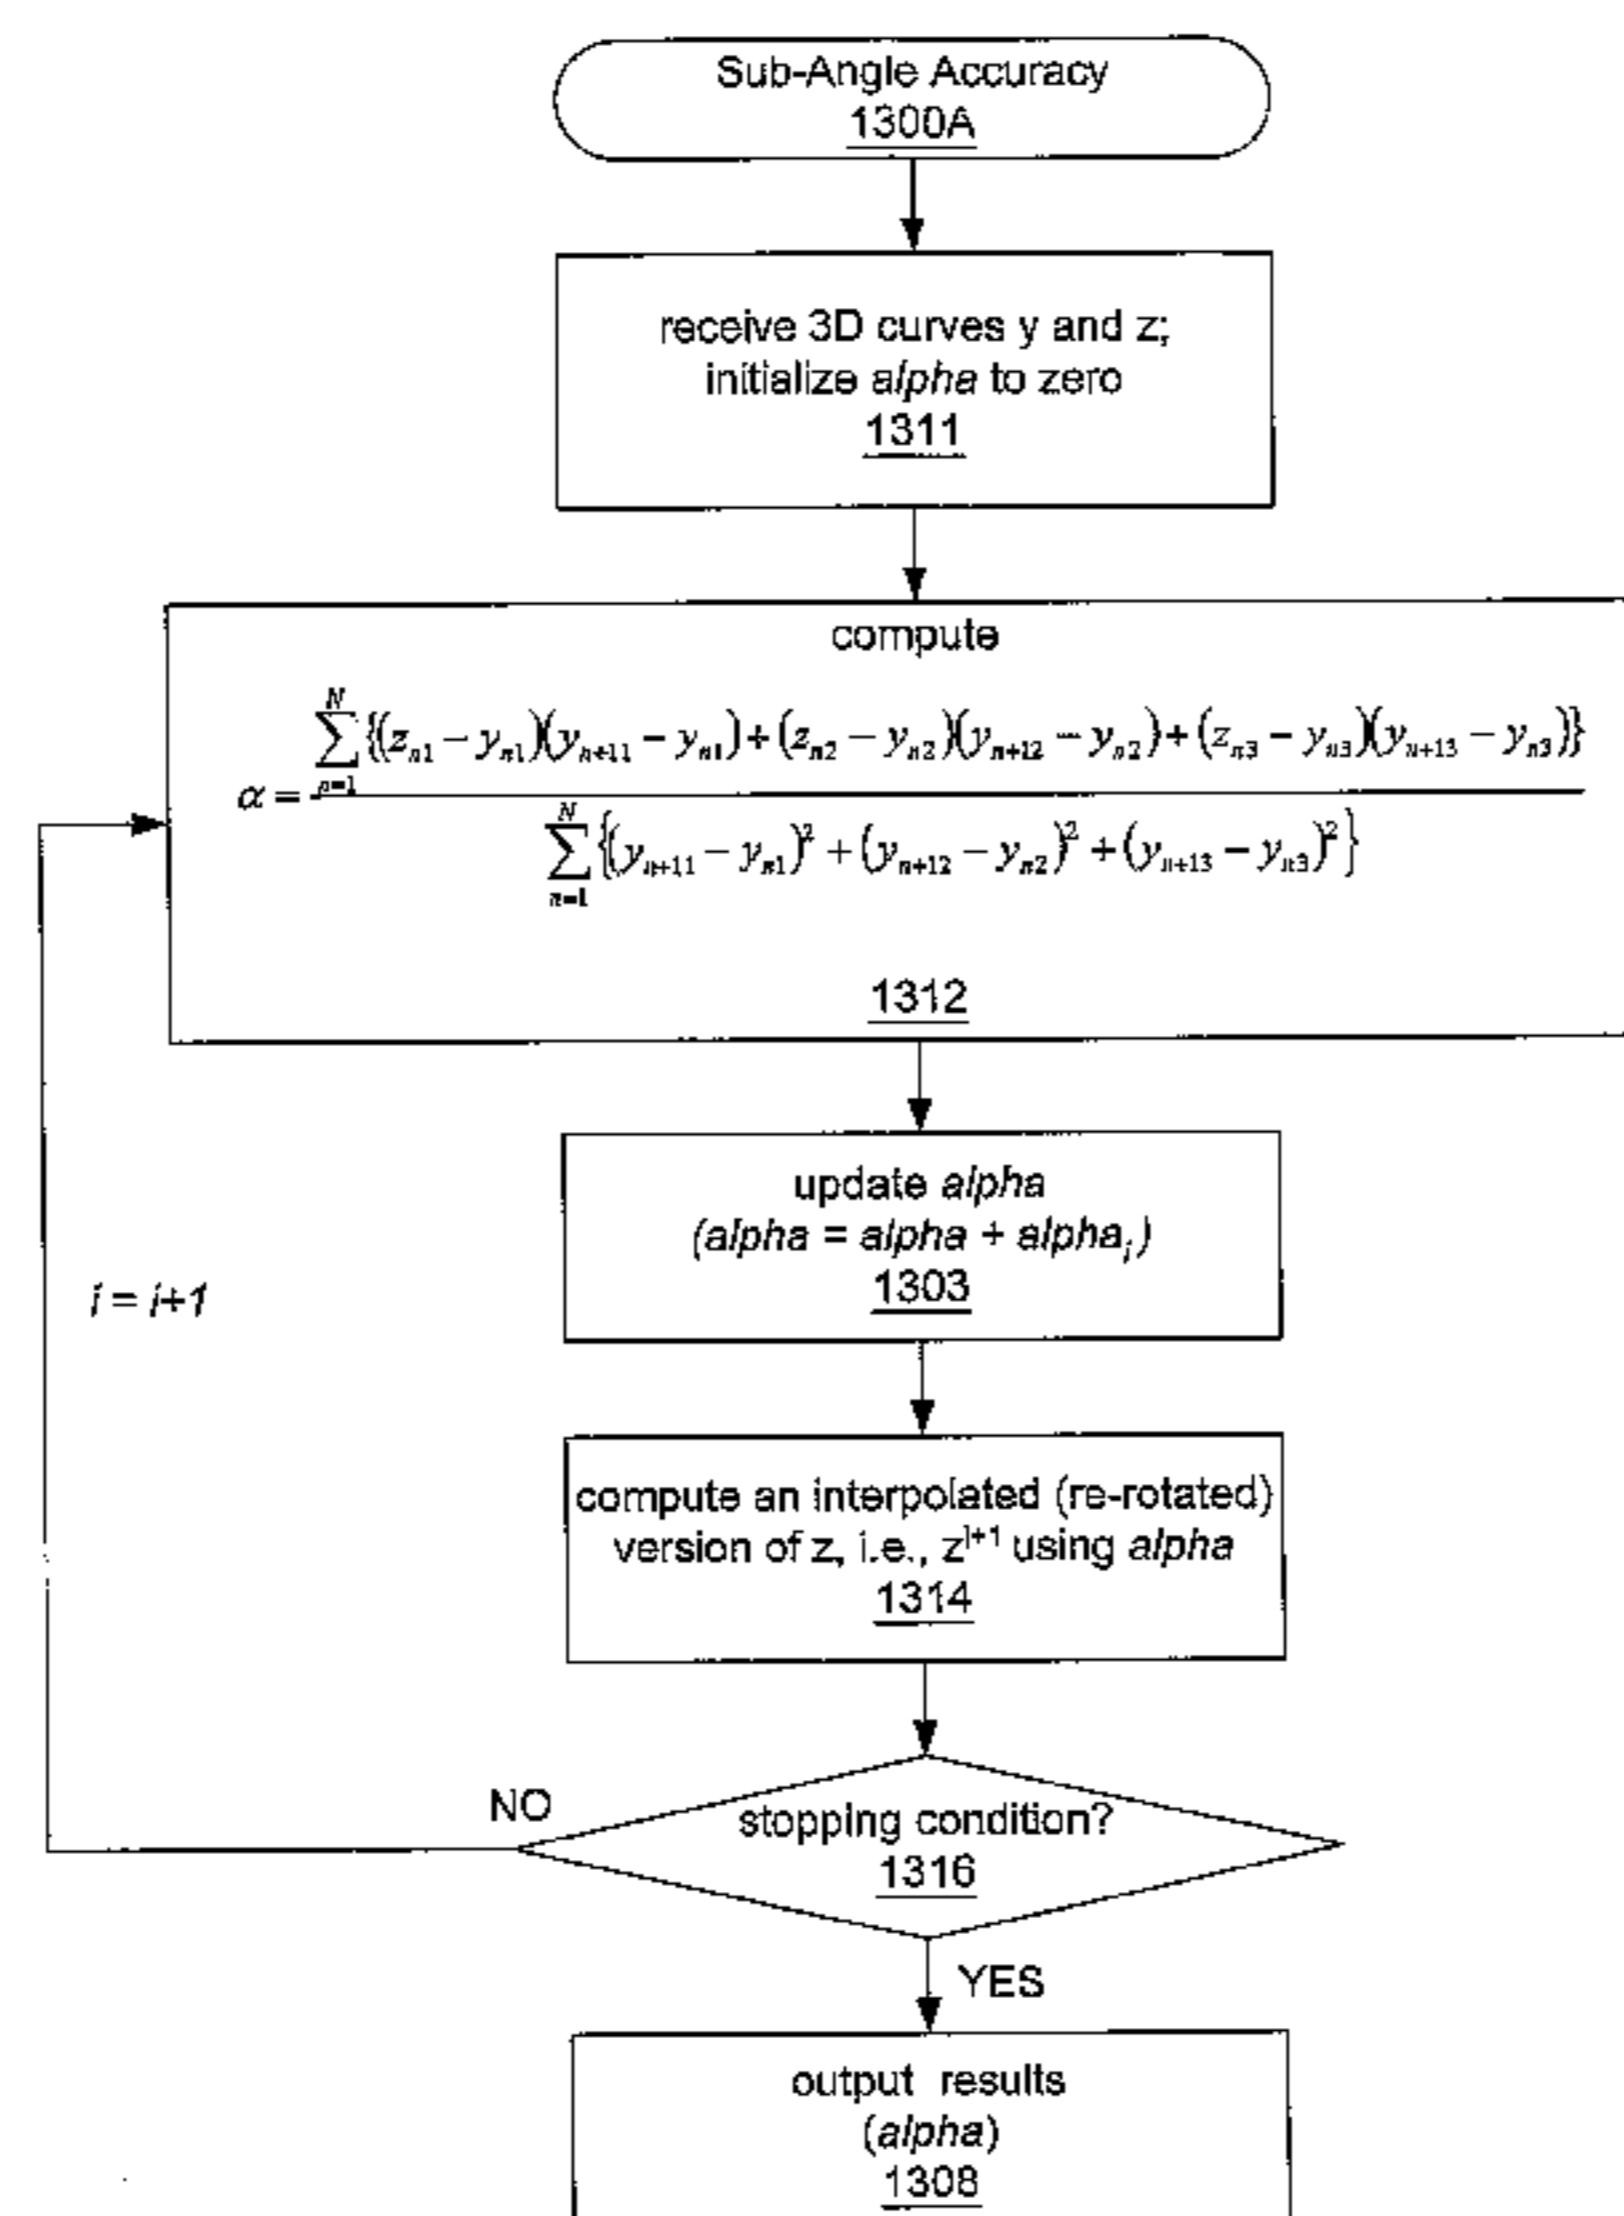 Sub-Angle Accuracy
1300A
receive 3D curves y and z;
initialize alpha to zero
1311
compute
α = \frac{\sum_{n=1}^{N} {(z_{n1} − y_{n1})(y_{n+11} − y_{n1}) + (z_{n2} − y_{n2})(y_{n+12} − y_{n2}) + (z_{n3} − y_{n3})(y_{n+13} − y_{n3})}}{\sum_{n=1}^{N} {(y_{n+11} − y_{n1})^2 + (y_{n+12} − y_{n2})^2 + (y_{n+13} − y_{n3})^2}}
1312
update alpha
(alpha = alpha + alpha_i)
1303
i = i+1
compute an interpolated (re-rotated)
version of z, i.e., z^{i+1} using alpha
1314
NO
stopping condition?
1316
YES
output results
(alpha)
1308